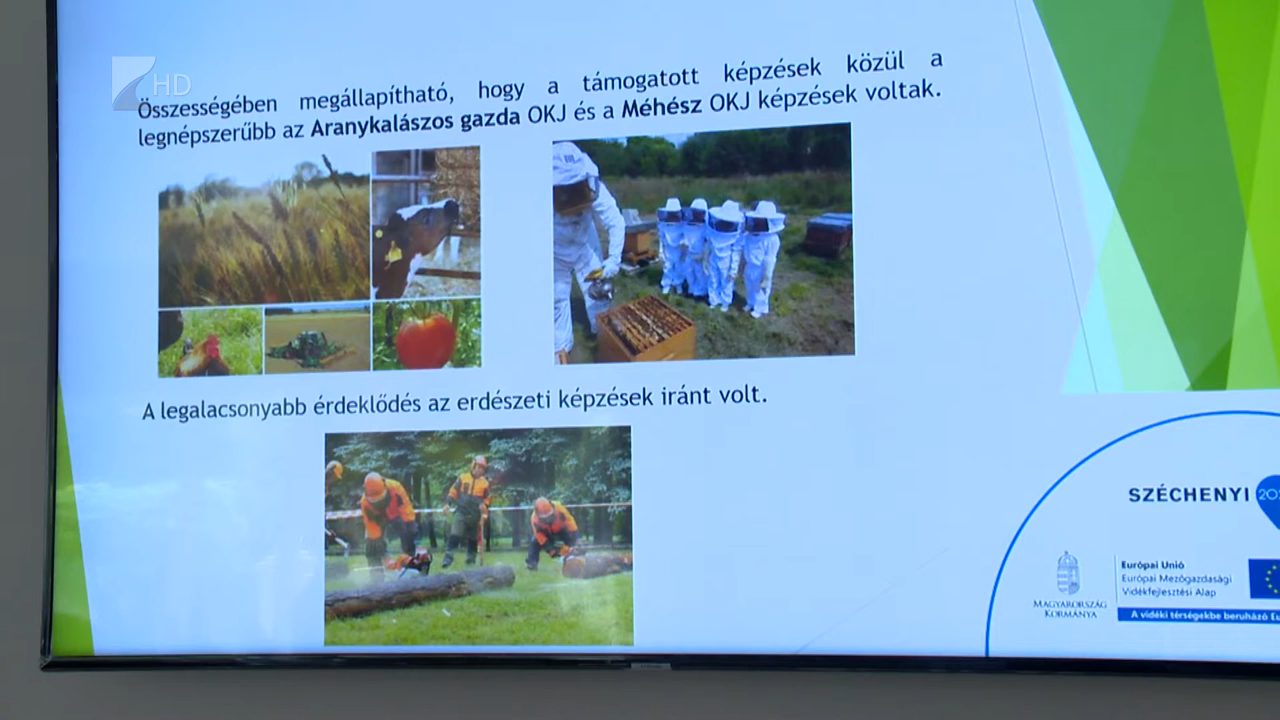 HD
Összességében megállapítható, hogy a támogatott képzések közül a
legnépszerűbb az Aranykalászos gazda OKJ és a Méhész OKJ képzések voltak.
A legalacsonyabb érdeklődés az erdészeti képzések iránt volt.
SZÉCHENYI
MAGYARORSZÁG
KORMÁNYA
Európai Unió
Európai Mezőgazdasági
Vidékfejlesztési Alap
A vidéki térségekbe beruházó